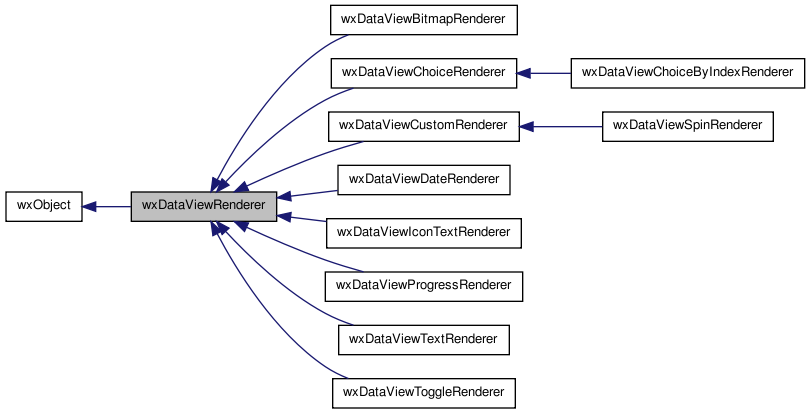 wxDataViewBitmapRenderer
wxDataViewChoiceRenderer
wxDataViewChoiceByIndexRenderer
wxDataViewCustomRenderer
wxDataViewSpinRenderer
wxDataViewDateRenderer
wxObject
wxDataViewRenderer
wxDataViewIconTextRenderer
wxDataViewProgressRenderer
wxDataViewTextRenderer
wxDataViewToggleRenderer